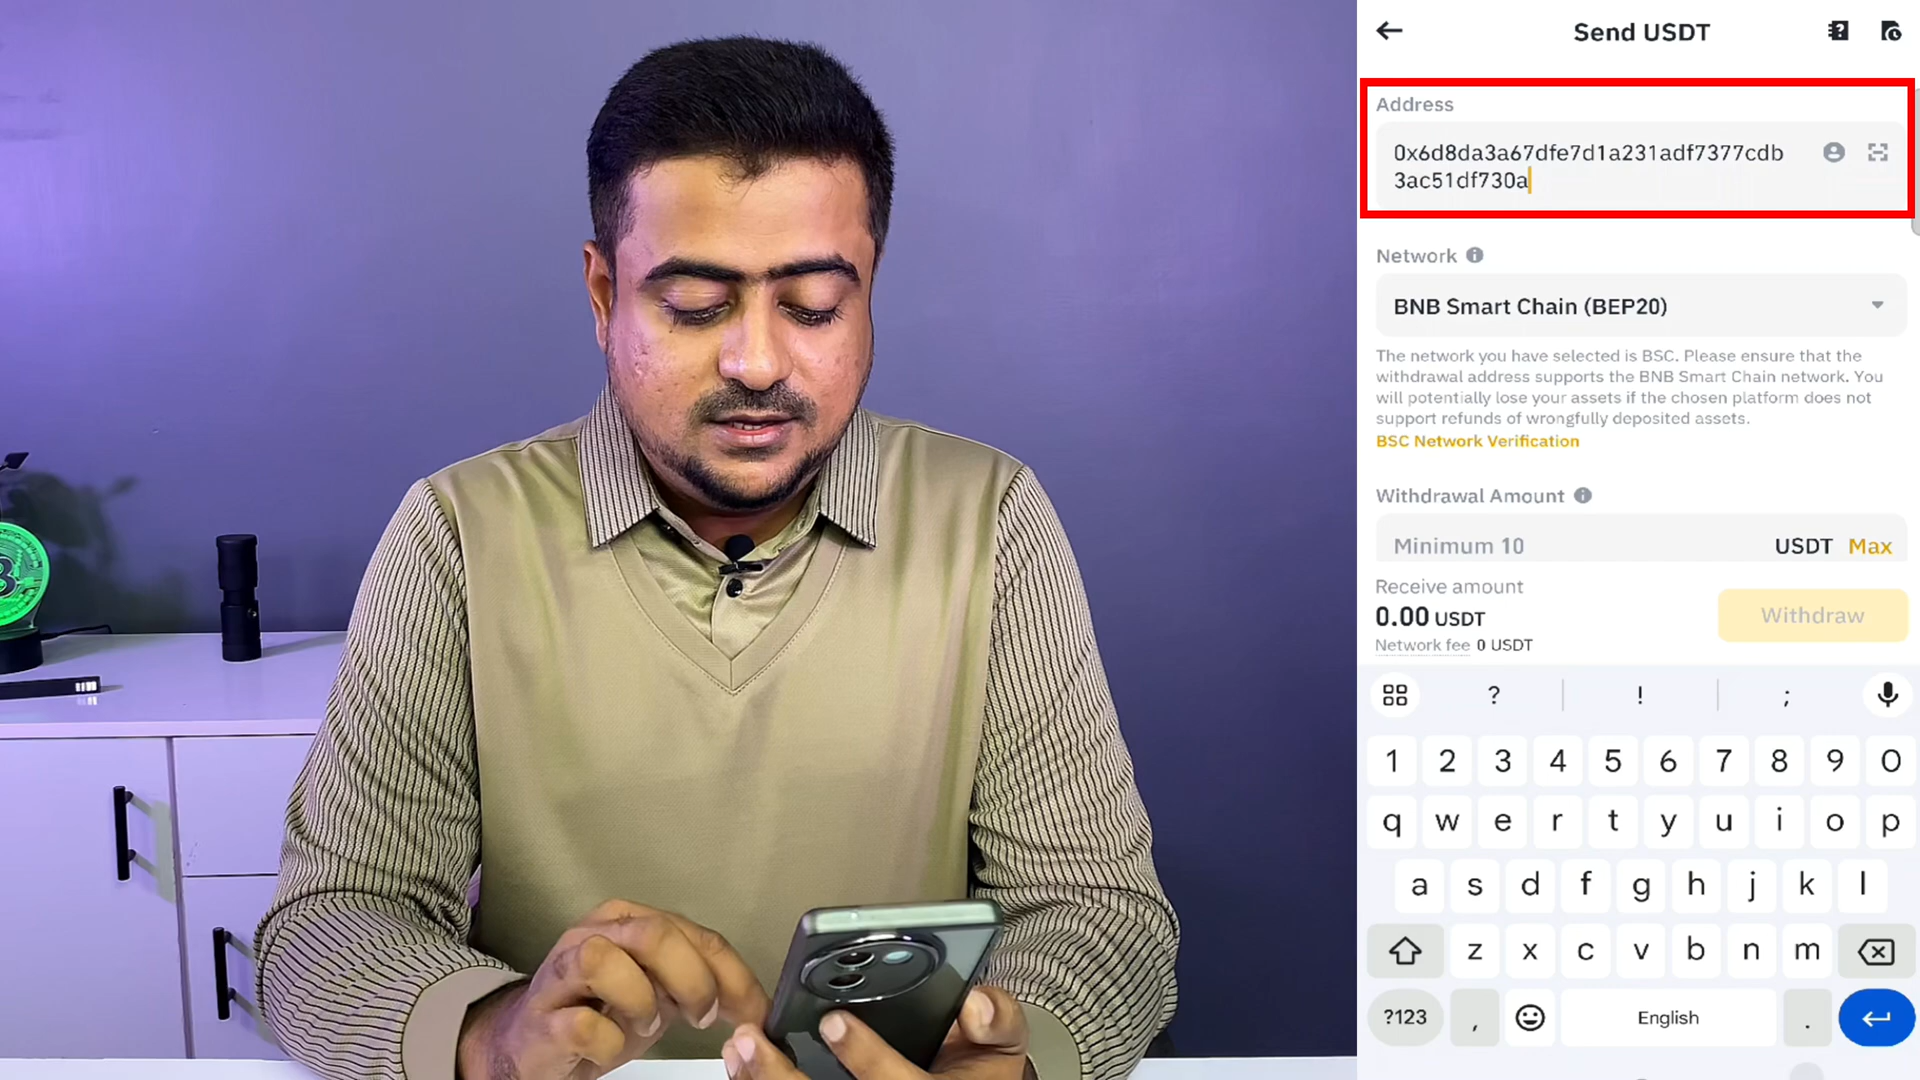 Send USDT
Address
0x6d8da3a67dfe7d1a231adf7377cdb
3ac51df730a
Network
BNB Smart Chain (BEP20)
The network you have selected is BSC. Please ensure that the
withdrawal address supports the BNB Smart Chain network. You
will potentially lose your assets if the chosen platform does not
support refunds of wrongfully deposited assets.
BSC Network Verification
Withdrawal Amount
Minimum 10 USDT Max
Receive amount
0.00 USDT
Withdraw
Network fee 0 USDT
? ! ;
1 2 3 4 5 6 7 8 9 0
q w e r t y u i o p
a s d f g h j k l
z x c v b n m
?123 , English .